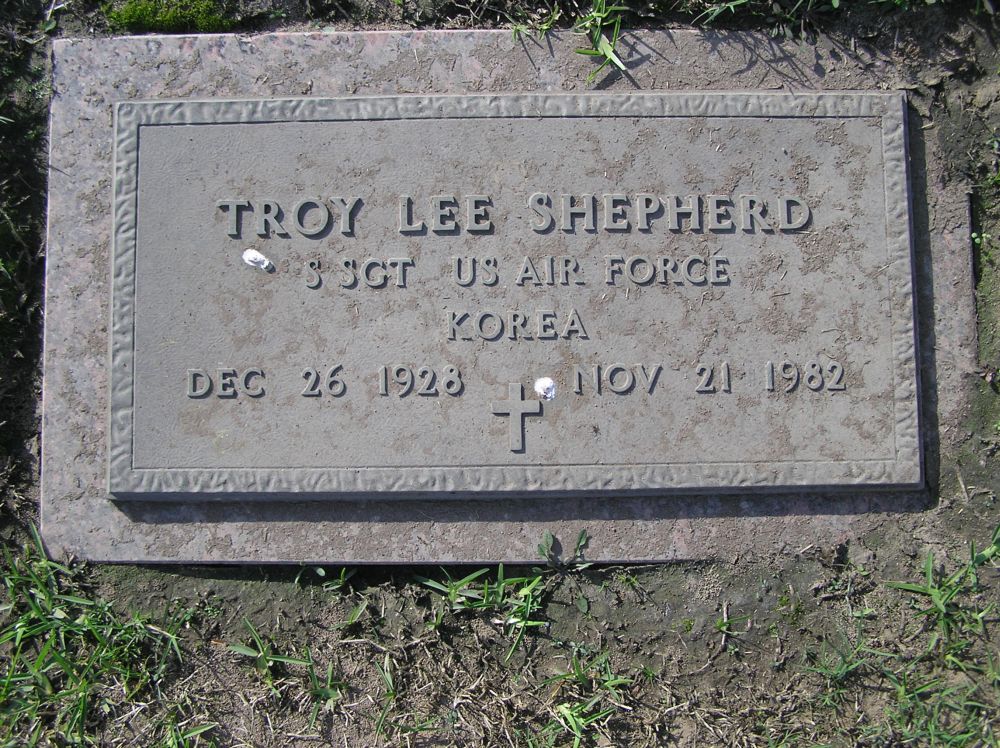 TROY LEE SHEPHERD
S SGT US AIR FORCE
KOREA
DEC 26 1928 NOV 21 1982